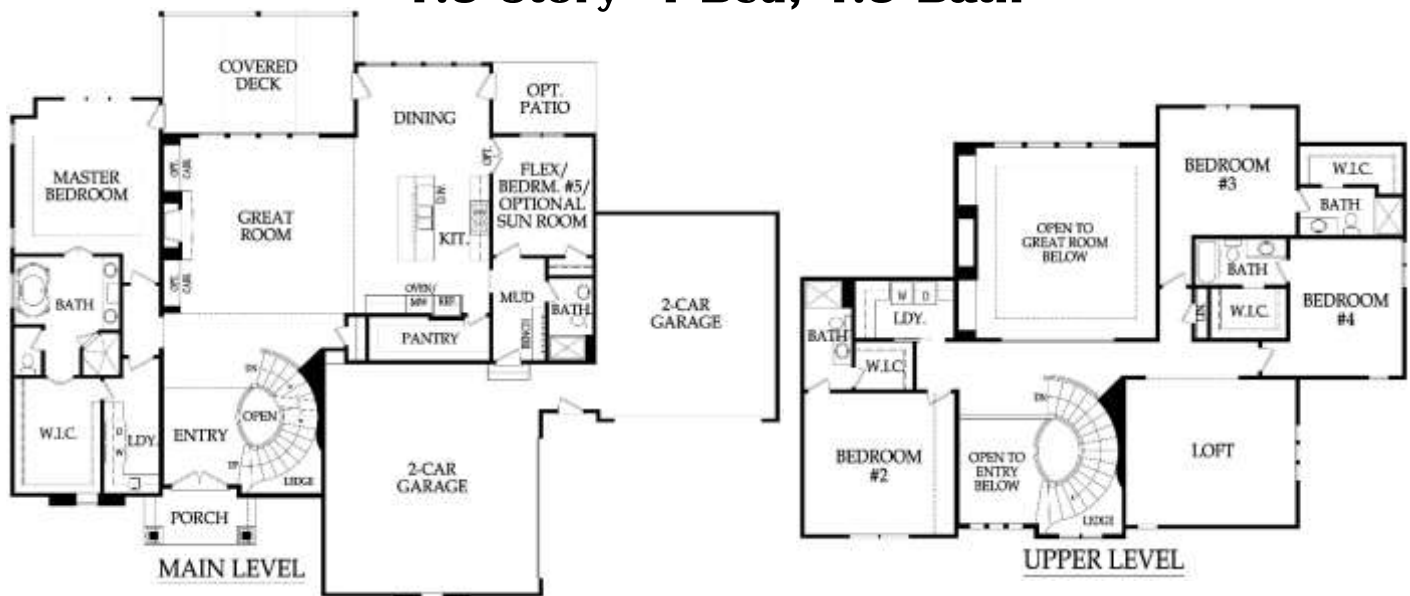 COVERED
DECK
OPT.
PATIO
DINING
MASTER
BEDROOM
OPT.
CAB.
GREAT
ROOM
OPT.
CAB.
D.W.
KIT.
OPT.
FLEX/
BEDRM. #5/
OPTIONAL
SUN ROOM
BATH
OVEN/
MW
REF.
MUD
BENCH
BATH
PANTRY
2-CAR
GARAGE
W.I.C.
D
W
LDY.
ENTRY
DN
OPEN
UP
LEDGE
2-CAR
GARAGE
PORCH
MAIN LEVEL
BEDROOM
#3
W.I.C.
BATH
OPEN TO
GREAT ROOM
BELOW
BATH
W.I.C.
LIN.
BEDROOM
#4
BATH
W D
LDY.
W.I.C.
BEDROOM
#2
DN
OPEN TO
ENTRY
BELOW
LEDGE
LOFT
UPPER LEVEL